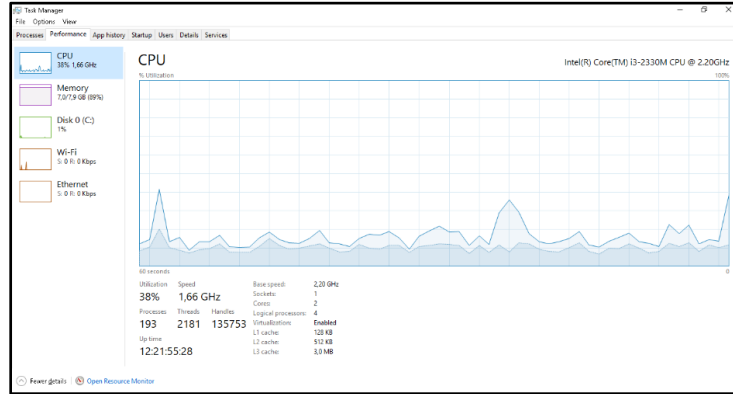 Task Manager
File Options View
Processes Performance App history Startup Users Details Services
CPU
38% 1,66 GHz
Memory
7,0/7,9 GB (89%)
Disk 0 (C:)
1%
Wi-Fi
S: 0 R: 0 Kbps
Ethernet
S: 0 R: 0 Kbps
CPU Intel(R) Core(TM) i3-2330M CPU @ 2.20GHz
% Utilization 100%
60 seconds 0
Utilization Speed
38% 1,66 GHz
Processes Threads Handles
193 2181 135753
Up time
12:21:55:28
Base speed: 2,20 GHz
Sockets: 1
Cores: 2
Logical processors: 4
Virtualization: Enabled
L1 cache: 128 KB
L2 cache: 512 KB
L3 cache: 3,0 MB
Fewer details Open Resource Monitor